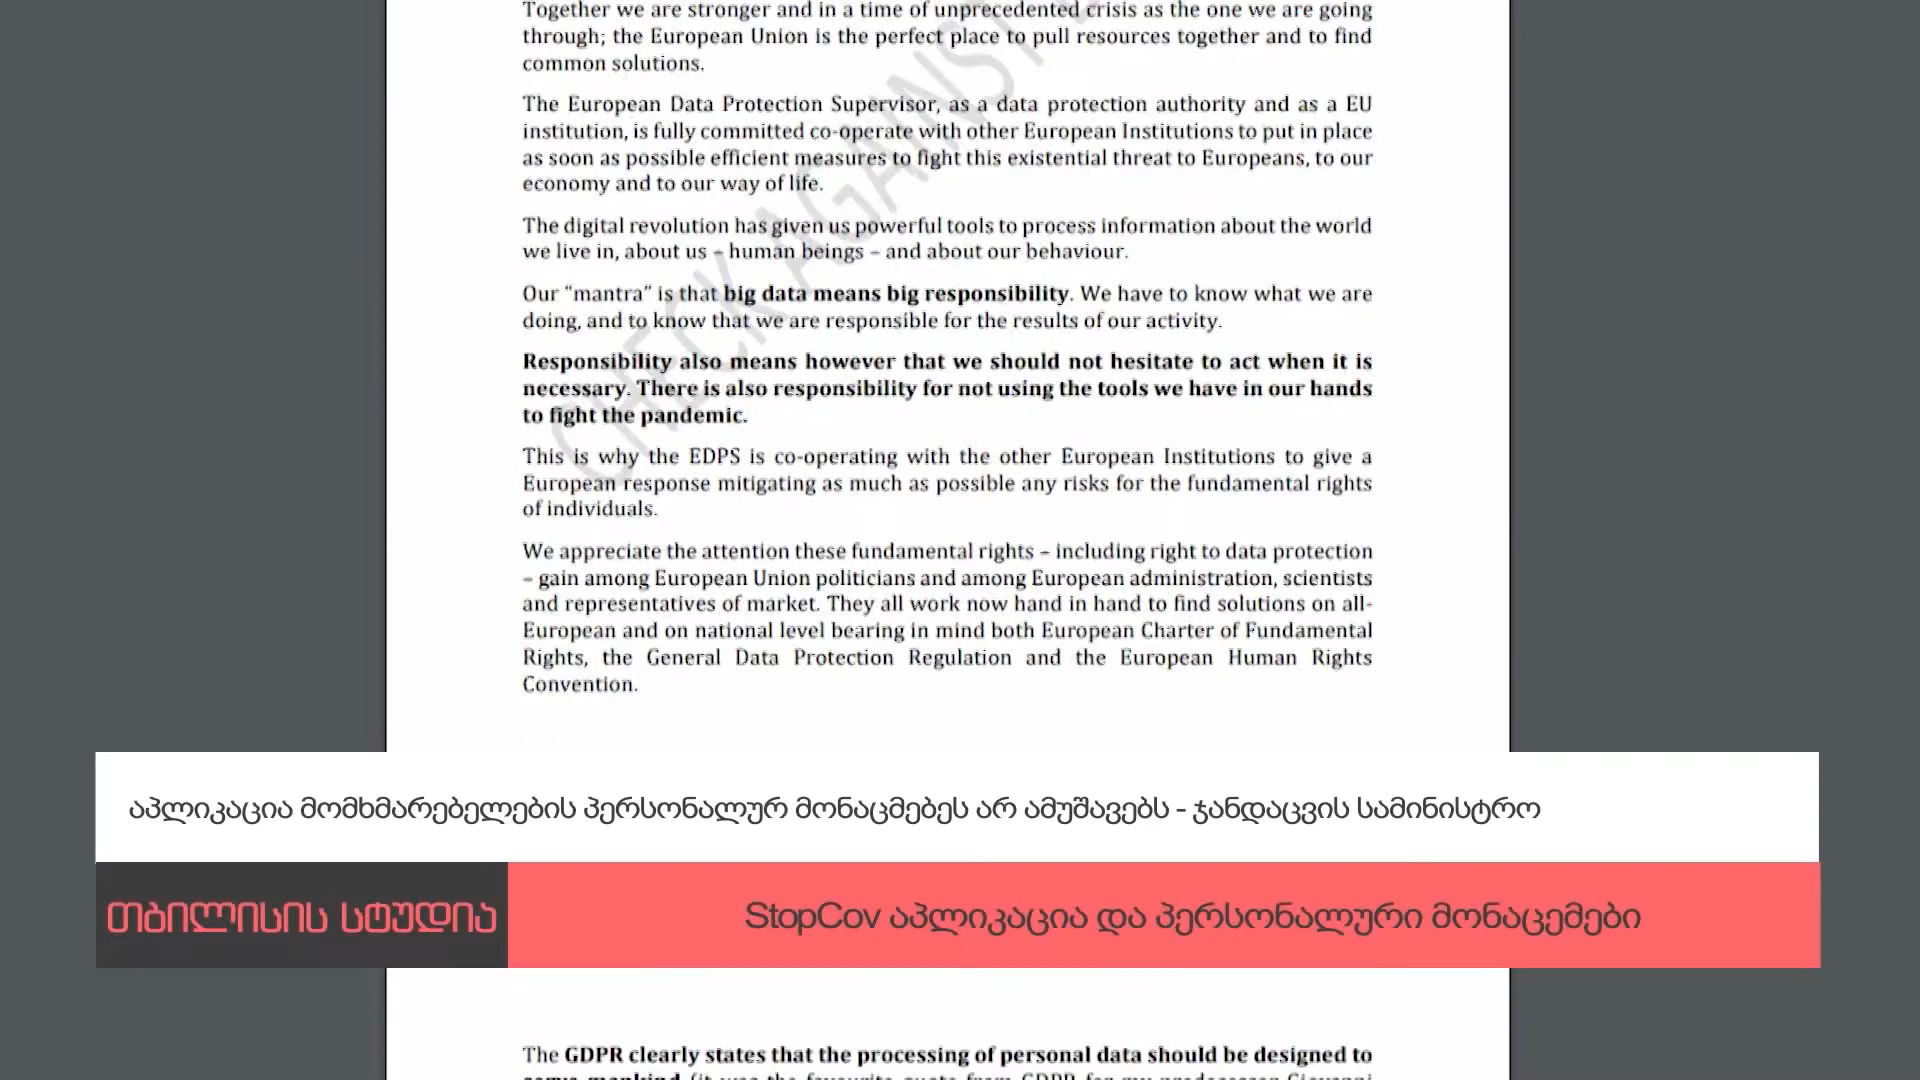 Together we are stronger and in a time of unprecedented crisis as the one we are going
through; the European Union is the perfect place to pull resources together and to find
common solutions.
The European Data Protection Supervisor, as a data protection authority and as a EU
institution, is fully committed co-operate with other European Institutions to put in place
as soon as possible efficient measures to fight this existential threat to Europeans, to our
economy and to our way of life.
The digital revolution has given us powerful tools to process information about the world
we live in, about us – human beings – and about our behaviour.
Our “mantra” is that big data means big responsibility. We have to know what we are
doing, and to know that we are responsible for the results of our activity.
Responsibility also means however that we should not hesitate to act when it is
necessary. There is also responsibility for not using the tools we have in our hands
to fight the pandemic.
This is why the EDPS is co-operating with the other European Institutions to give a
European response mitigating as much as possible any risks for the fundamental rights
of individuals.
We appreciate the attention these fundamental rights – including right to data protection
– gain among European Union politicians and among European administration, scientists
and representatives of market. They all work now hand in hand to find solutions on all-
European and on national level bearing in mind both European Charter of Fundamental
Rights, the General Data Protection Regulation and the European Human Rights
Convention.
CHECK AGAINST
აპლიკაცია მომხმარებელების პერსონალურ მონაცმებეს არ ამუშავებს - ჯანდაცვის სამინისტრო
თბილისის სტუდია
StopCov აპლიკაცია და პერსონალური მონაცემები
The GDPR clearly states that the processing of personal data should be designed to